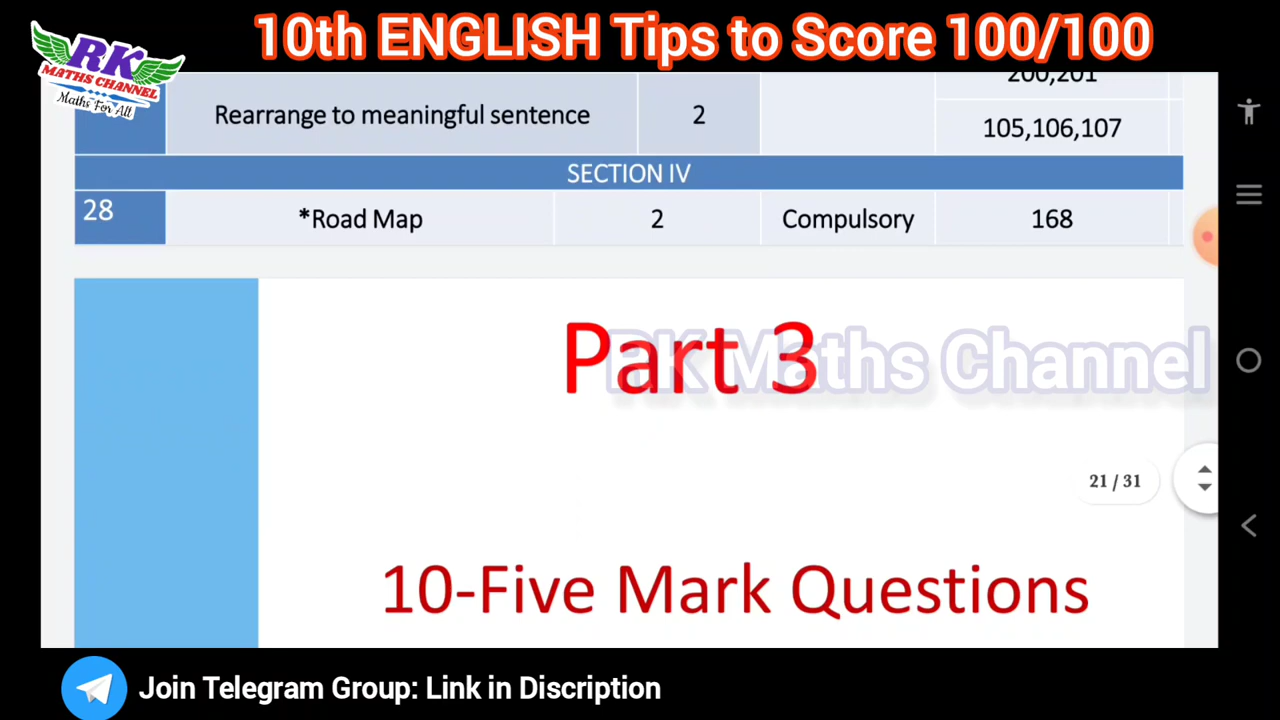 10th ENGLISH Tips to Score 100/100
RK
MATHS CHANNEL
Maths For All
200,201
Rearrange to meaningful sentence 2
105,106,107
SECTION IV
28 *Road Map 2 Compulsory 168
Part 3
RK Maths Channel
21 / 31
10-Five Mark Questions
Join Telegram Group: Link in Discription